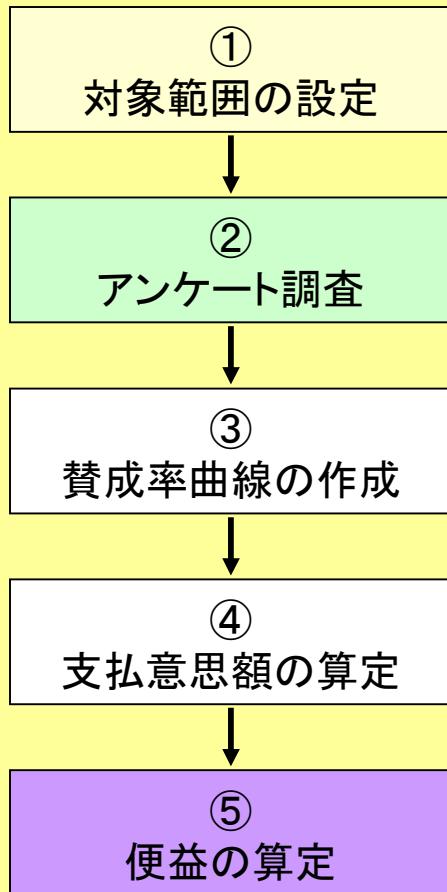 ①
対象範囲の設定
②
アンケート調査
③
賛成率曲線の作成
④
支払意思額の算定
⑤
便益の算定